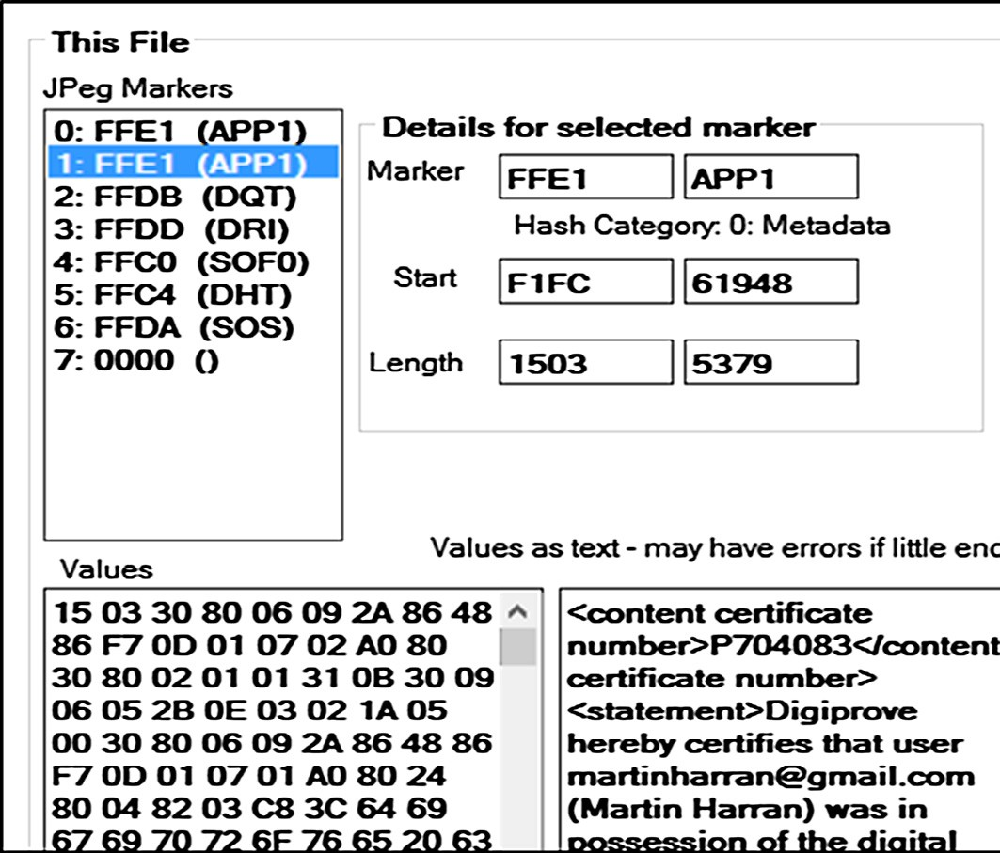 This File
JPeg Markers
0: FFE1 (APP1)
1: FFE1 (APP1)
2: FFDB (DQT)
3: FFDD (DRI)
4: FFC0 (SOF0)
5: FFC4 (DHT)
6: FFDA (SOS)
7: 0000 ()
Details for selected marker
Marker FFE1 APP1
Hash Category: 0: Metadata
Start F1FC 61948
Length 1503 5379
Values
15 03 30 80 06 09 2A 86 48
86 F7 0D 01 07 02 A0 80
30 80 02 01 01 31 0B 30 09
06 05 2B 0E 03 02 1A 05
00 30 80 06 09 2A 86 48 86
F7 0D 01 07 01 A0 80 24
80 04 82 03 C8 3C 64 69
67 69 70 72 6F 76 65 20 63
Values as text - may have errors if little
<content certificate
number>P704083</content
certificate number>
<statement>Digiprove
hereby certifies that user
martinharran@gmail.com
(Martin Harran) was in
possession of the digital